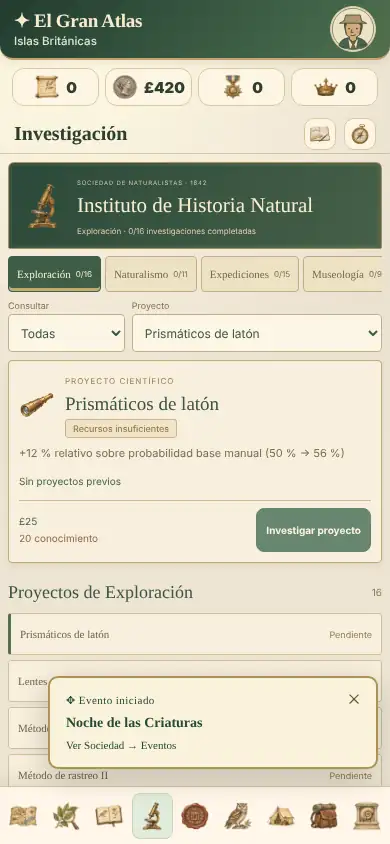 ✦ El Gran Atlas
Islas Británicas
0
£420
0
0
Investigación
SOCIEDAD DE NATURALISTAS · 1842
Instituto de Historia Natural
Exploración · 0/16 investigaciones completadas
Exploración 0/16
Naturalismo 0/11
Expediciones 0/15
Museología 0/9
Consultar
Proyecto
Todas
Prismáticos de latón
PROYECTO CIENTÍFICO
Prismáticos de latón
Recursos insuficientes
+12 % relativo sobre probabilidad base manual (50 % → 56 %)
Sin proyectos previos
£25
20 conocimiento
Investigar proyecto
Proyectos de Exploración
16
Prismáticos de latón
Pendiente
Lentes
✥ Evento iniciado
Noche de las Criaturas
Ver Sociedad → Eventos
Método de rastreo II
Pendiente